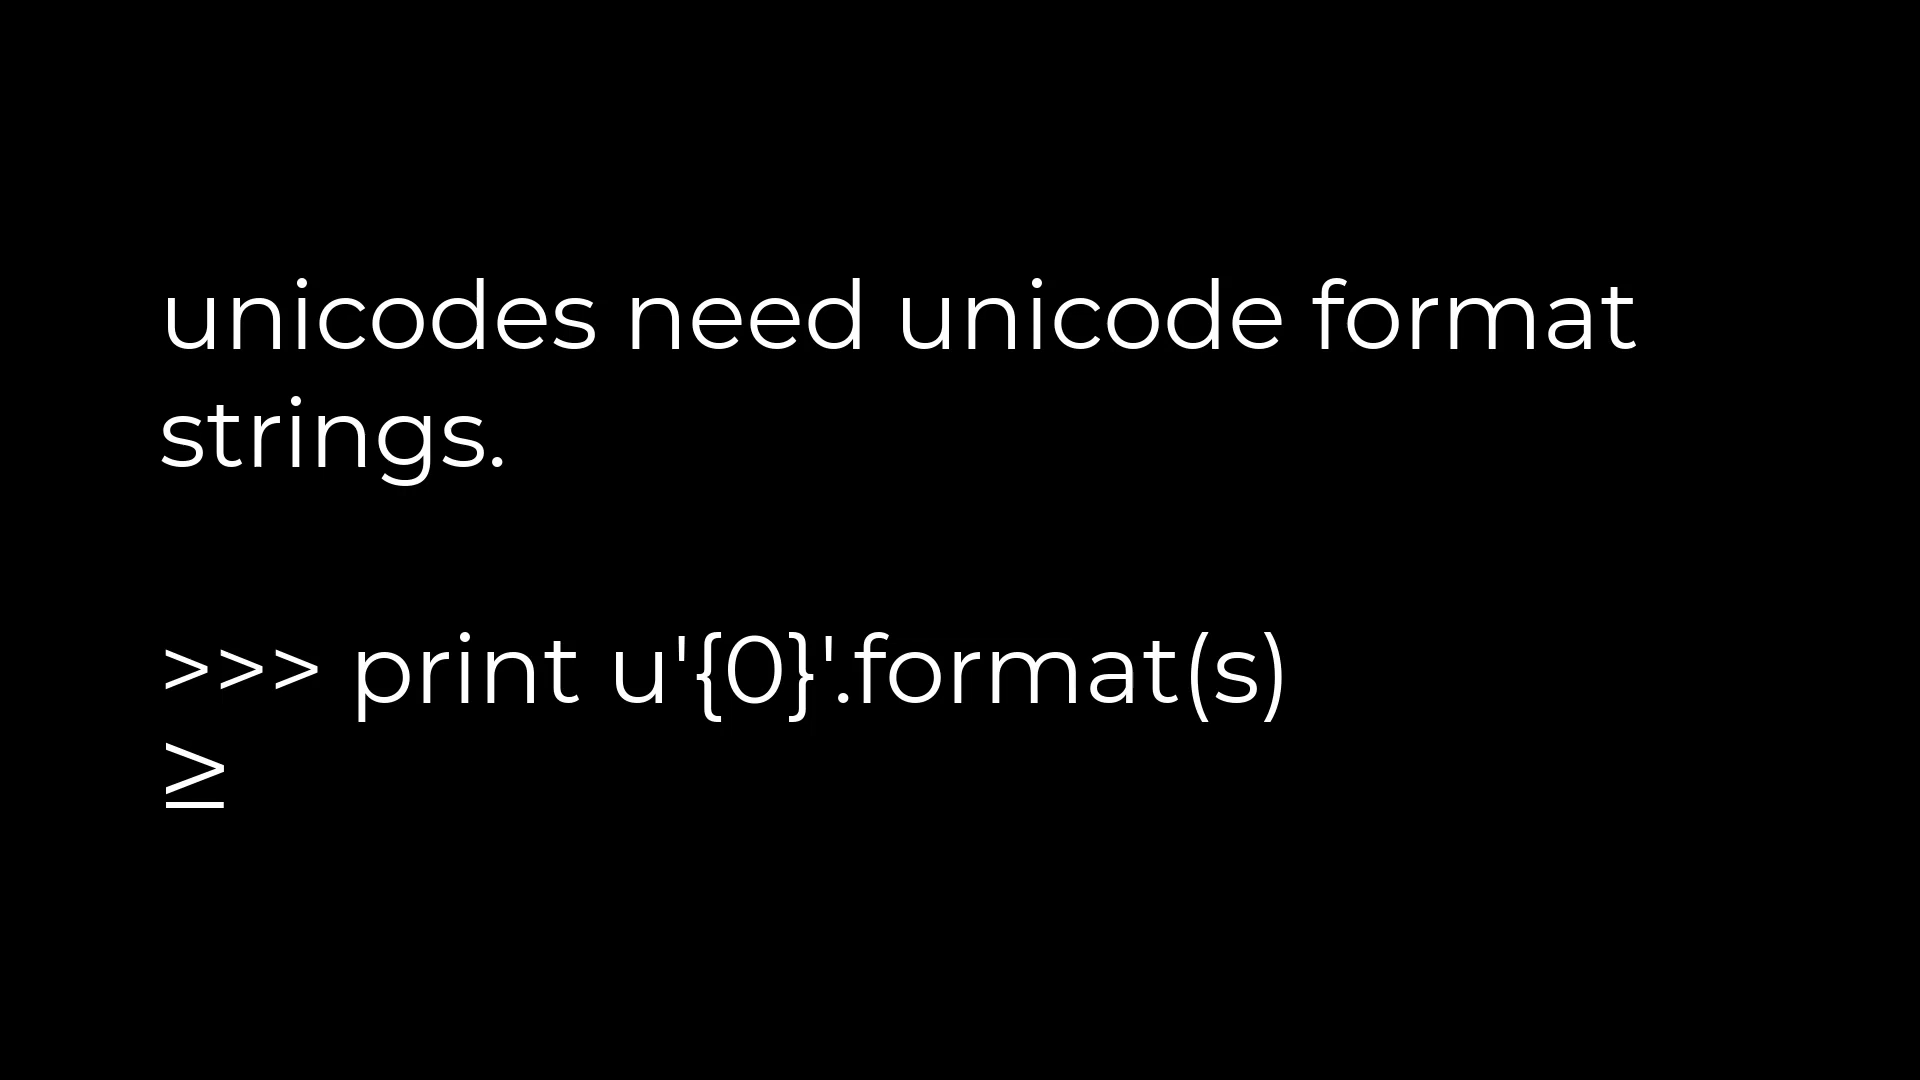 unicodes need unicode format
strings.
>>> print u'{0}'.format(s)
≥